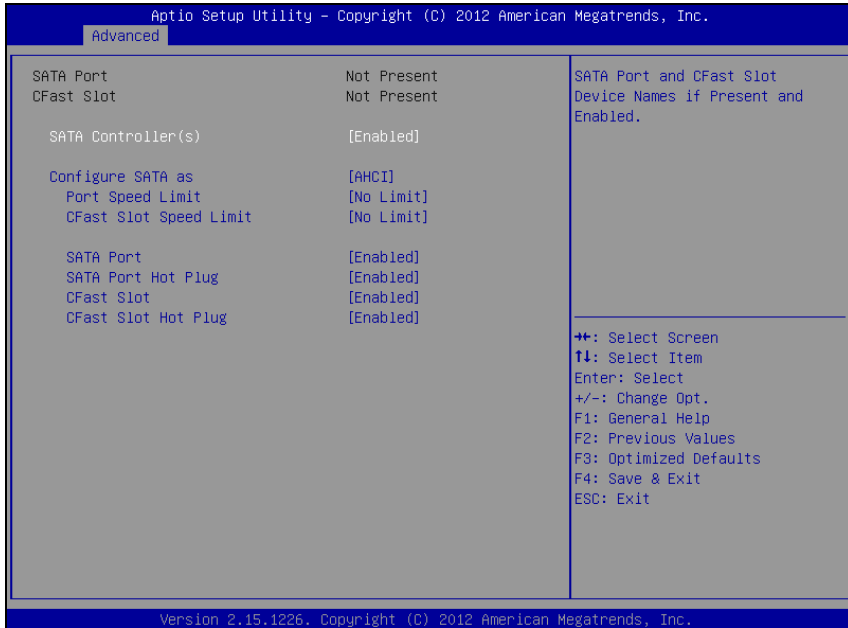 Aptio Setup Utility - Copyright (C) 2012 American Megatrends, Inc.
Advanced
SATA Port Not Present
CFast Slot Not Present
SATA Controller(s) [Enabled]
Configure SATA as [AHCI]
Port Speed Limit [No Limit]
CFast Slot Speed Limit [No Limit]
SATA Port [Enabled]
SATA Port Hot Plug [Enabled]
CFast Slot [Enabled]
CFast Slot Hot Plug [Enabled]
SATA Port and CFast Slot
Device Names if Present and
Enabled.
→←: Select Screen
↑↓: Select Item
Enter: Select
+/-: Change Opt.
F1: General Help
F2: Previous Values
F3: Optimized Defaults
F4: Save & Exit
ESC: Exit
Version 2.15.1226. Copyright (C) 2012 American Megatrends, Inc.